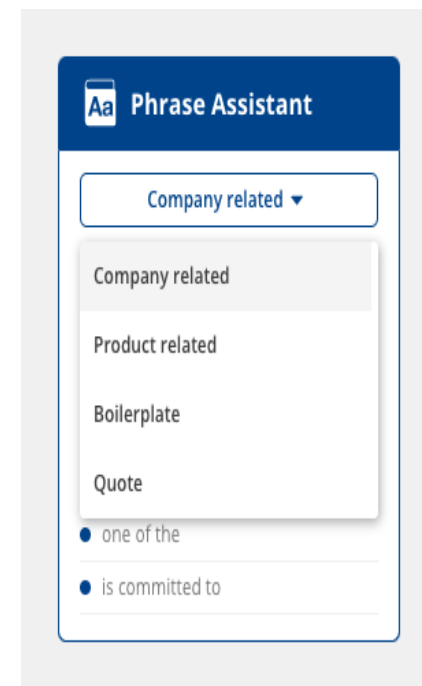 Aa Phrase Assistant
Company related
Company related
Product related
Boilerplate
Quote
one of the
is committed to